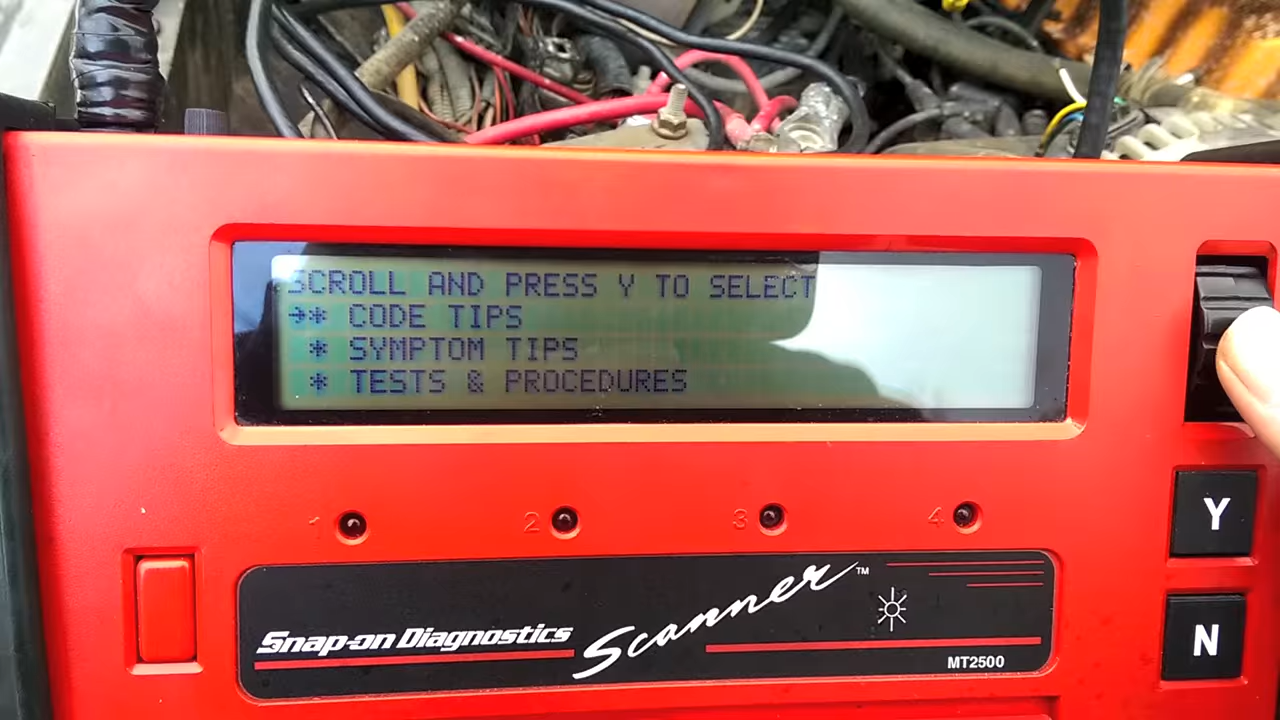 SCROLL AND PRESS Y TO SELECT
→* CODE TIPS
* SYMPTOM TIPS
* TESTS & PROCEDURES
1 2 3 4
Y
Snap-on Diagnostics Scanner™
N
MT2500